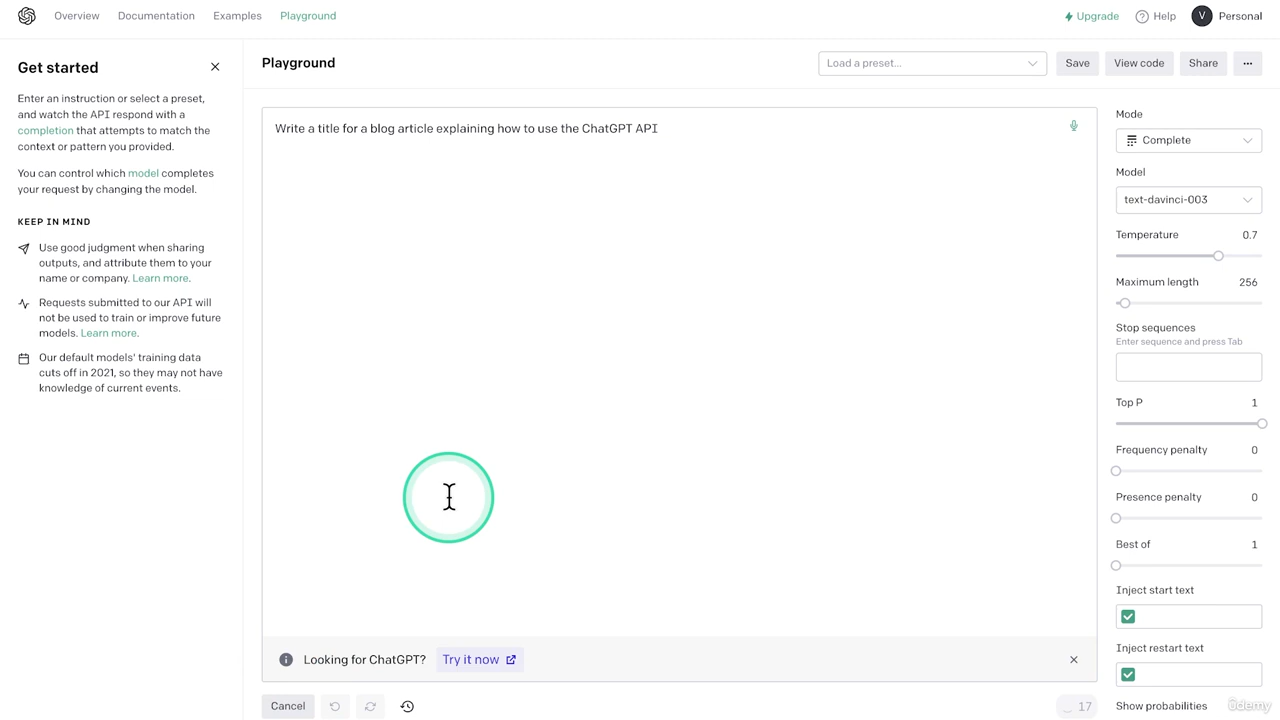 Overview Documentation Examples Playground Upgrade Help V Personal
Get started
Enter an instruction or select a preset,
and watch the API respond with a
completion that attempts to match the
context or pattern you provided.
You can control which model completes
your request by changing the model.
KEEP IN MIND
Use good judgment when sharing
outputs, and attribute them to your
name or company. Learn more.
Requests submitted to our API will
not be used to train or improve future
models. Learn more.
Our default models' training data
cuts off in 2021, so they may not have
knowledge of current events.
Playground
Load a preset...
Save
View code
Share
...
Write a title for a blog article explaining how to use the ChatGPT API
Looking for ChatGPT? Try it now
Cancel
17
Mode
Complete
Model
text-davinci-003
Temperature 0.7
Maximum length 256
Stop sequences
Enter sequence and press Tab
Top P 1
Frequency penalty 0
Presence penalty 0
Best of 1
Inject start text
Inject restart text
Show probabilities
ûdemy